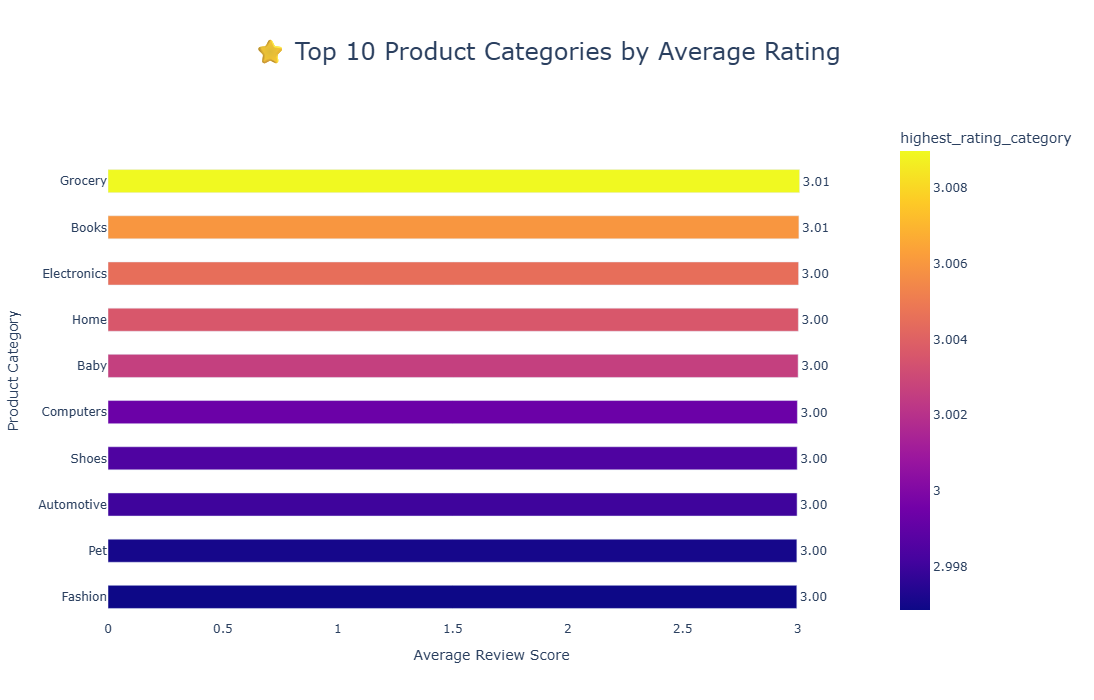 ⭐ Top 10 Product Categories by Average Rating
highest_rating_category
Grocery 3.01
Books 3.01
Electronics 3.00
Home 3.00
Baby 3.00
Computers 3.00
Shoes 3.00
Automotive 3.00
Pet 3.00
Fashion 3.00
Product Category
0 0.5 1 1.5 2 2.5 3
Average Review Score
3.008
3.006
3.004
3.002
3
2.998